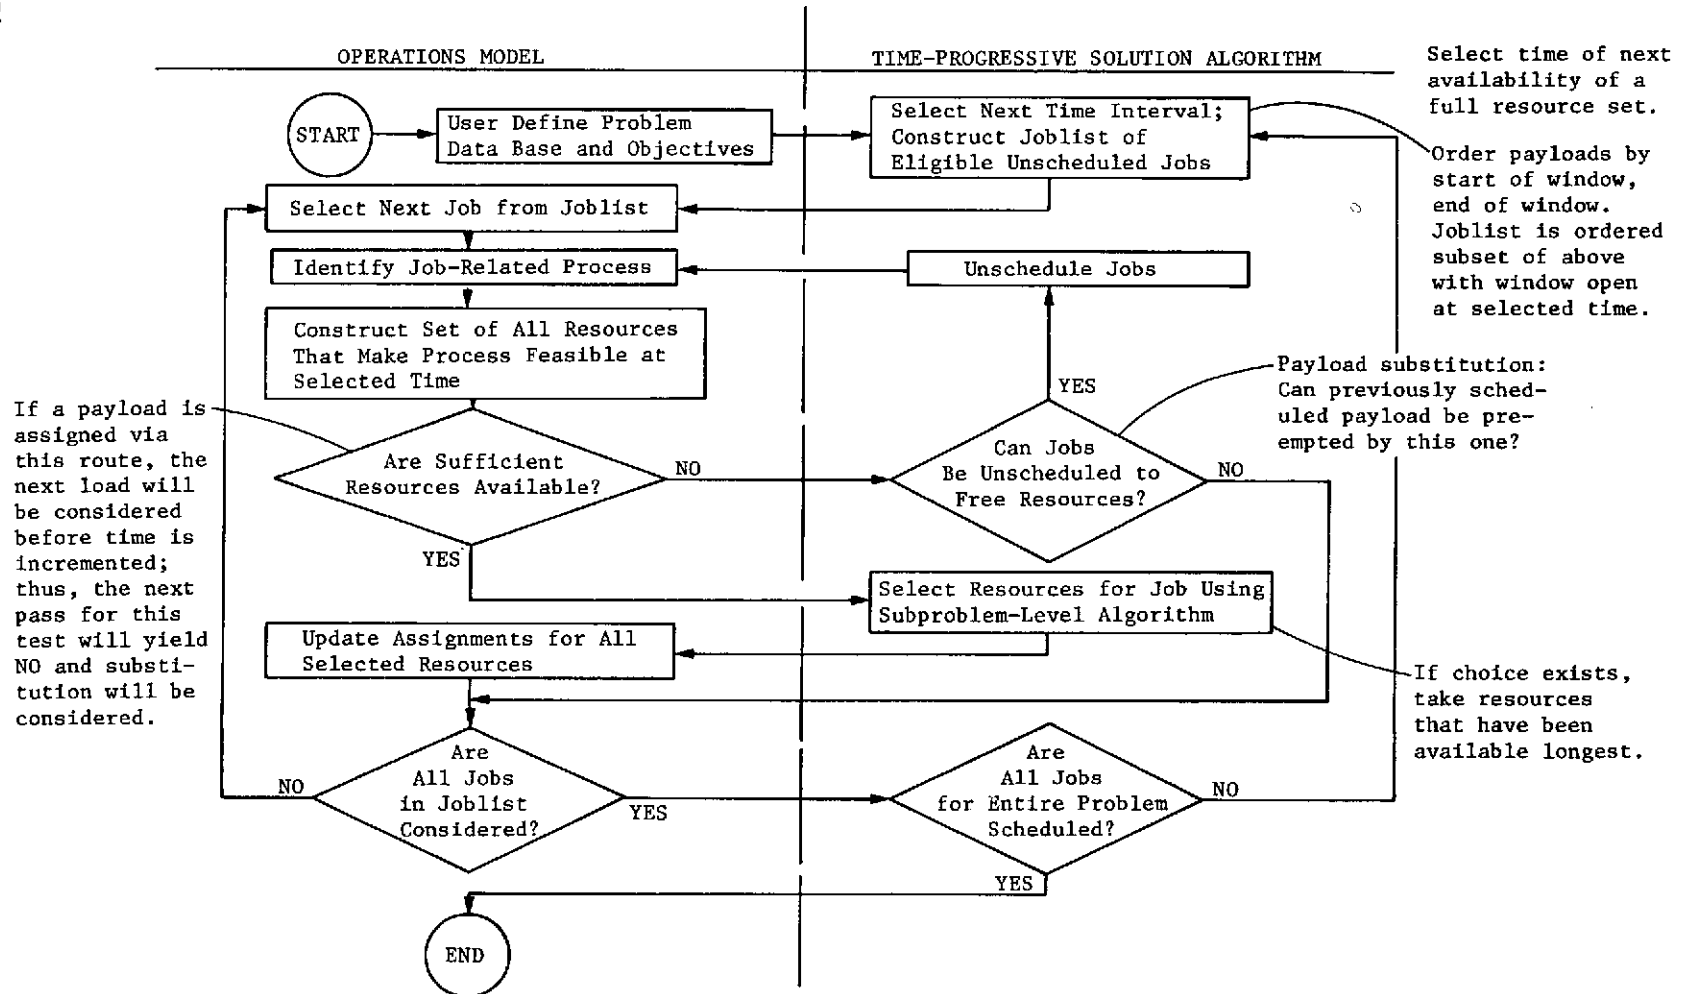 OPERATIONS MODEL
TIME-PROGRESSIVE SOLUTION ALGORITHM
Select time of next
availability of a
full resource set.
START
User Define Problem
Data Base and Objectives
Select Next Time Interval;
Construct Joblist of
Eligible Unscheduled Jobs
Order payloads by
start of window,
end of window.
Joblist is ordered
subset of above
with window open
at selected time.
Select Next Job from Joblist
Identify Job-Related Process
Unschedule Jobs
Construct Set of All Resources
That Make Process Feasible at
Selected Time
Payload substitution:
Can previously sched-
uled payload be pre-
empted by this one?
YES
If a payload is
assigned via
this route, the
next load will
be considered
before time is
incremented;
thus, the next
pass for this
test will yield
NO and substi-
tution will be
considered.
Are Sufficient
Resources Available?
NO
YES
Can Jobs
Be Unscheduled to
Free Resources?
NO
Select Resources for Job Using
Subproblem-Level Algorithm
Update Assignments for All
Selected Resources
If choice exists,
take resources
that have been
available longest.
Are
All Jobs
in Joblist
Considered?
NO
YES
Are
All Jobs
for Entire Problem
Scheduled?
NO
YES
END